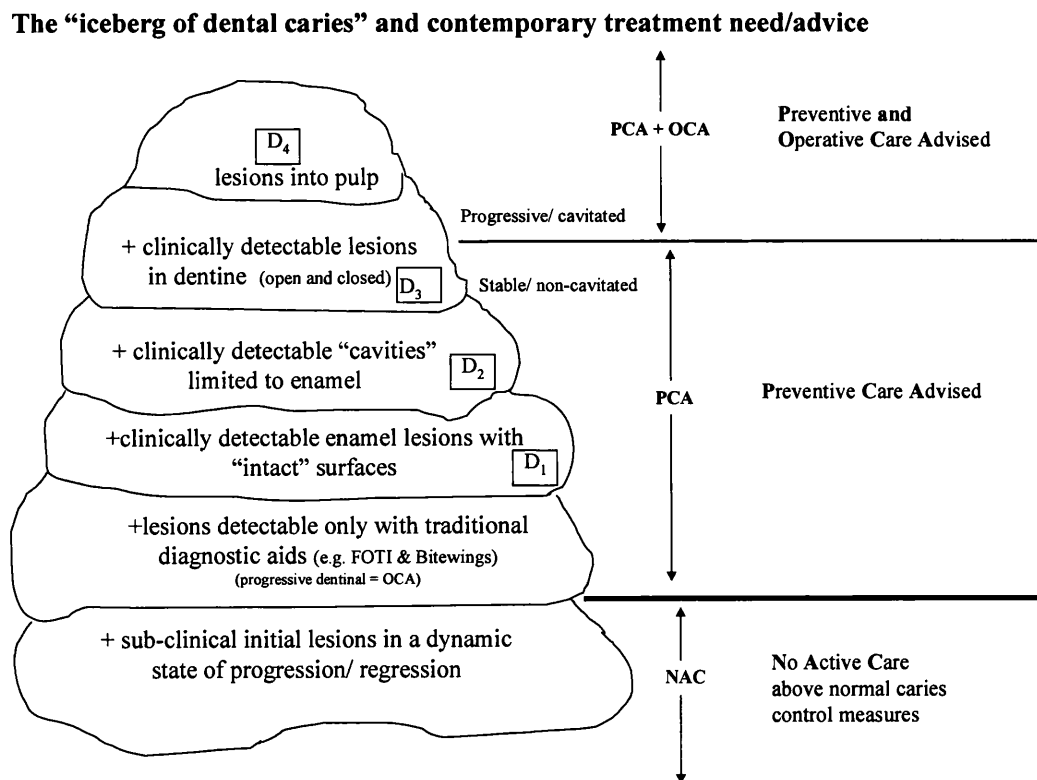 The “iceberg of dental caries” and contemporary treatment need/advice
D4
lesions into pulp
+ clinically detectable lesions
in dentine (open and closed) D3
+ clinically detectable “cavities”
limited to enamel D2
+clinically detectable enamel lesions with
“intact” surfaces D1
+lesions detectable only with traditional
diagnostic aids (e.g. FOTI & Bitewings)
(progressive dentinal = OCA)
+ sub-clinical initial lesions in a dynamic
state of progression/ regression
PCA + OCA
Preventive and
Operative Care Advised
Progressive/ cavitated
Stable/ non-cavitated
PCA
Preventive Care Advised
NAC
No Active Care
above normal caries
control measures